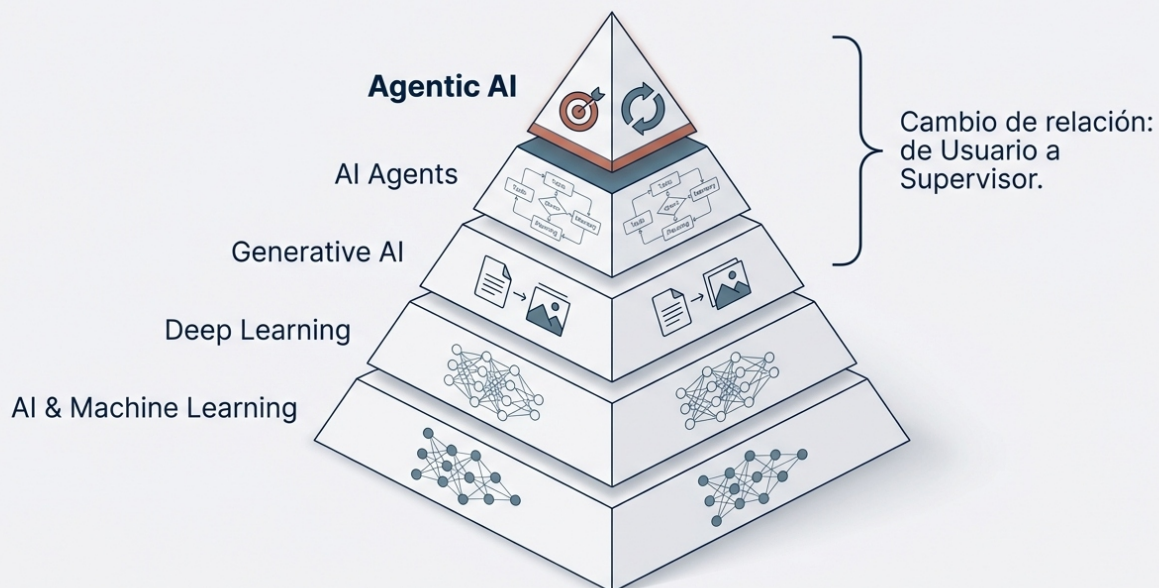 Agentic AI
AI Agents
Generative AI
Deep Learning
AI & Machine Learning
Cambio de relación:
de Usuario a
Supervisor.